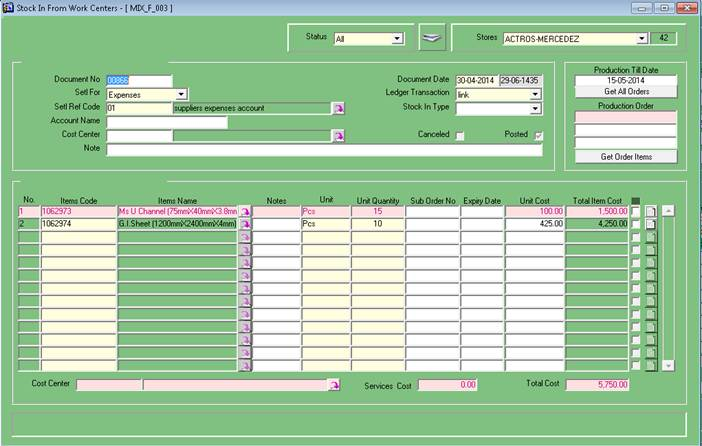 Stock In From Work Centers - [ MIX_F_003 ]
Status All Stores ACTROS-MERCEDEZ 42
Document No 00866 Document Date 30-04-2014 29-06-1435 Production Till Date
15-05-2014
Setl For Expenses Ledger Transaction link Get All Orders
Setl Ref Code 01 suppliers expenses account Stock In Type Production Order
Account Name
Cost Center Canceled Posted
Note Get Order Items
No. Items Code Items Name Notes Unit Unit Quantity Sub Order No Expiry Date Unit Cost Total Item Cost
1 1062973 Ms U Channel (75mmX40mmX3.8mn Pcs 15 100.00 1,500.00
2 1062974 G.I.Sheet (1200mmX2400mmX4mm) Pcs 10 425.00 4,250.00
Cost Center Services Cost 0.00 Total Cost 5,750.00